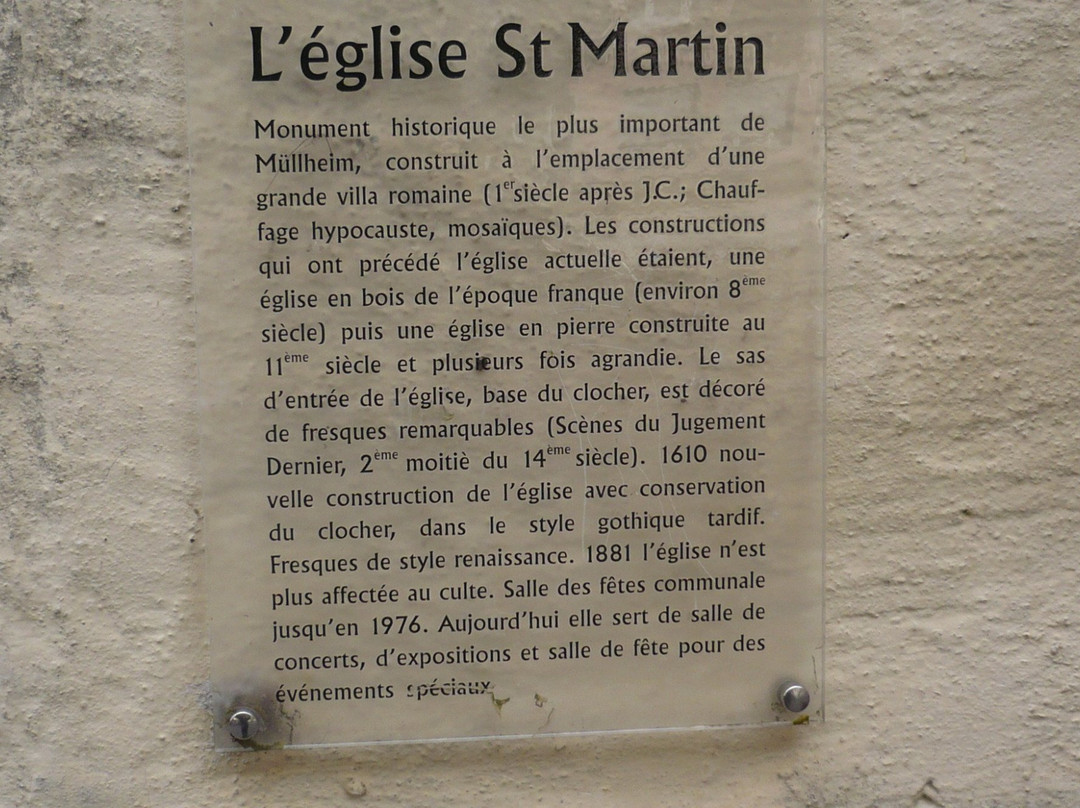 L'église St Martin
Monument historique le plus important de
Müllheim, construit à l'emplacement d'une
grande villa romaine (1er siècle après J.C.; Chauf-
fage hypocauste, mosaïques). Les constructions
qui ont précédé l'église actuelle étaient, une
église en bois de l'époque franque (environ 8ème
siècle) puis une église en pierre construite au
11ème siècle et plusieurs fois agrandie. Le sas
d'entrée de l'église, base du clocher, est décoré
de fresques remarquables (Scènes du Jugement
Dernier, 2ème moitiè du 14ème siècle). 1610 nou-
velle construction de l'église avec conservation
du clocher, dans le style gothique tardif.
Fresques de style renaissance. 1881 l'église n'est
plus affectée au culte. Salle des fêtes communale
jusqu'en 1976. Aujourd'hui elle sert de salle de
concerts, d'expositions et salle de fête pour des
événements spéciaux.